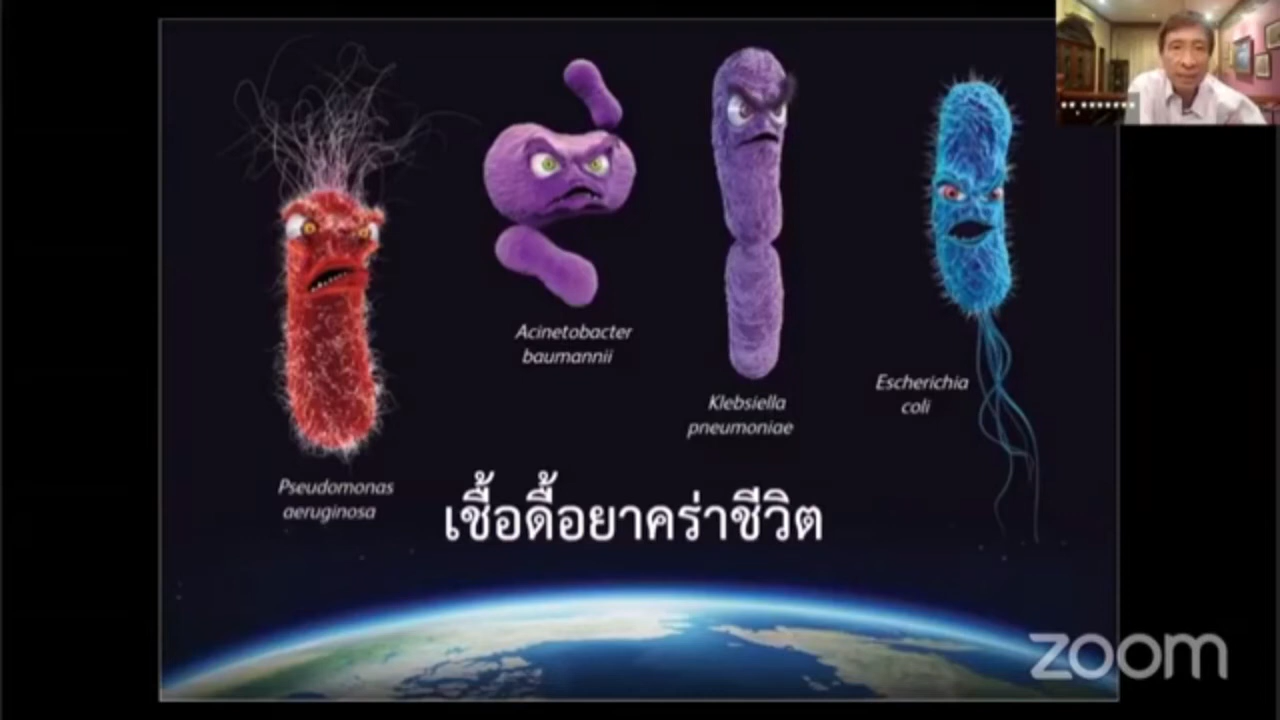 Acinetobacter
baumannii
Klebsiella
pneumoniae
Escherichia
coli
Pseudomonas
aeruginosa
เชื้อดื้อยาคร่าชีวิต
zoom